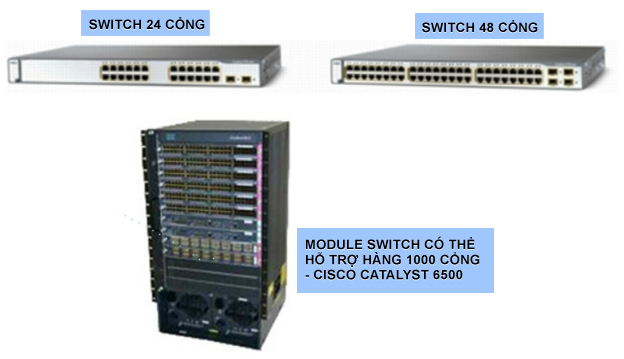 SWITCH 24 CỔNG
SWITCH 48 CỔNG
MODULE SWITCH CÓ THỂ
HỖ TRỢ HÀNG 1000 CỔNG
- CISCO CATALYST 6500